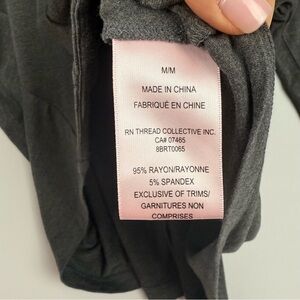 M/M
MADE IN CHINA
FABRIQUÉ EN CHINE
RN THREAD COLLECTIVE INC.
CA# 07465
8BRT0065
95% RAYON/RAYONNE
5% SPANDEX
EXCLUSIVE OF TRIMS/
GARNITURES NON
COMPRISES